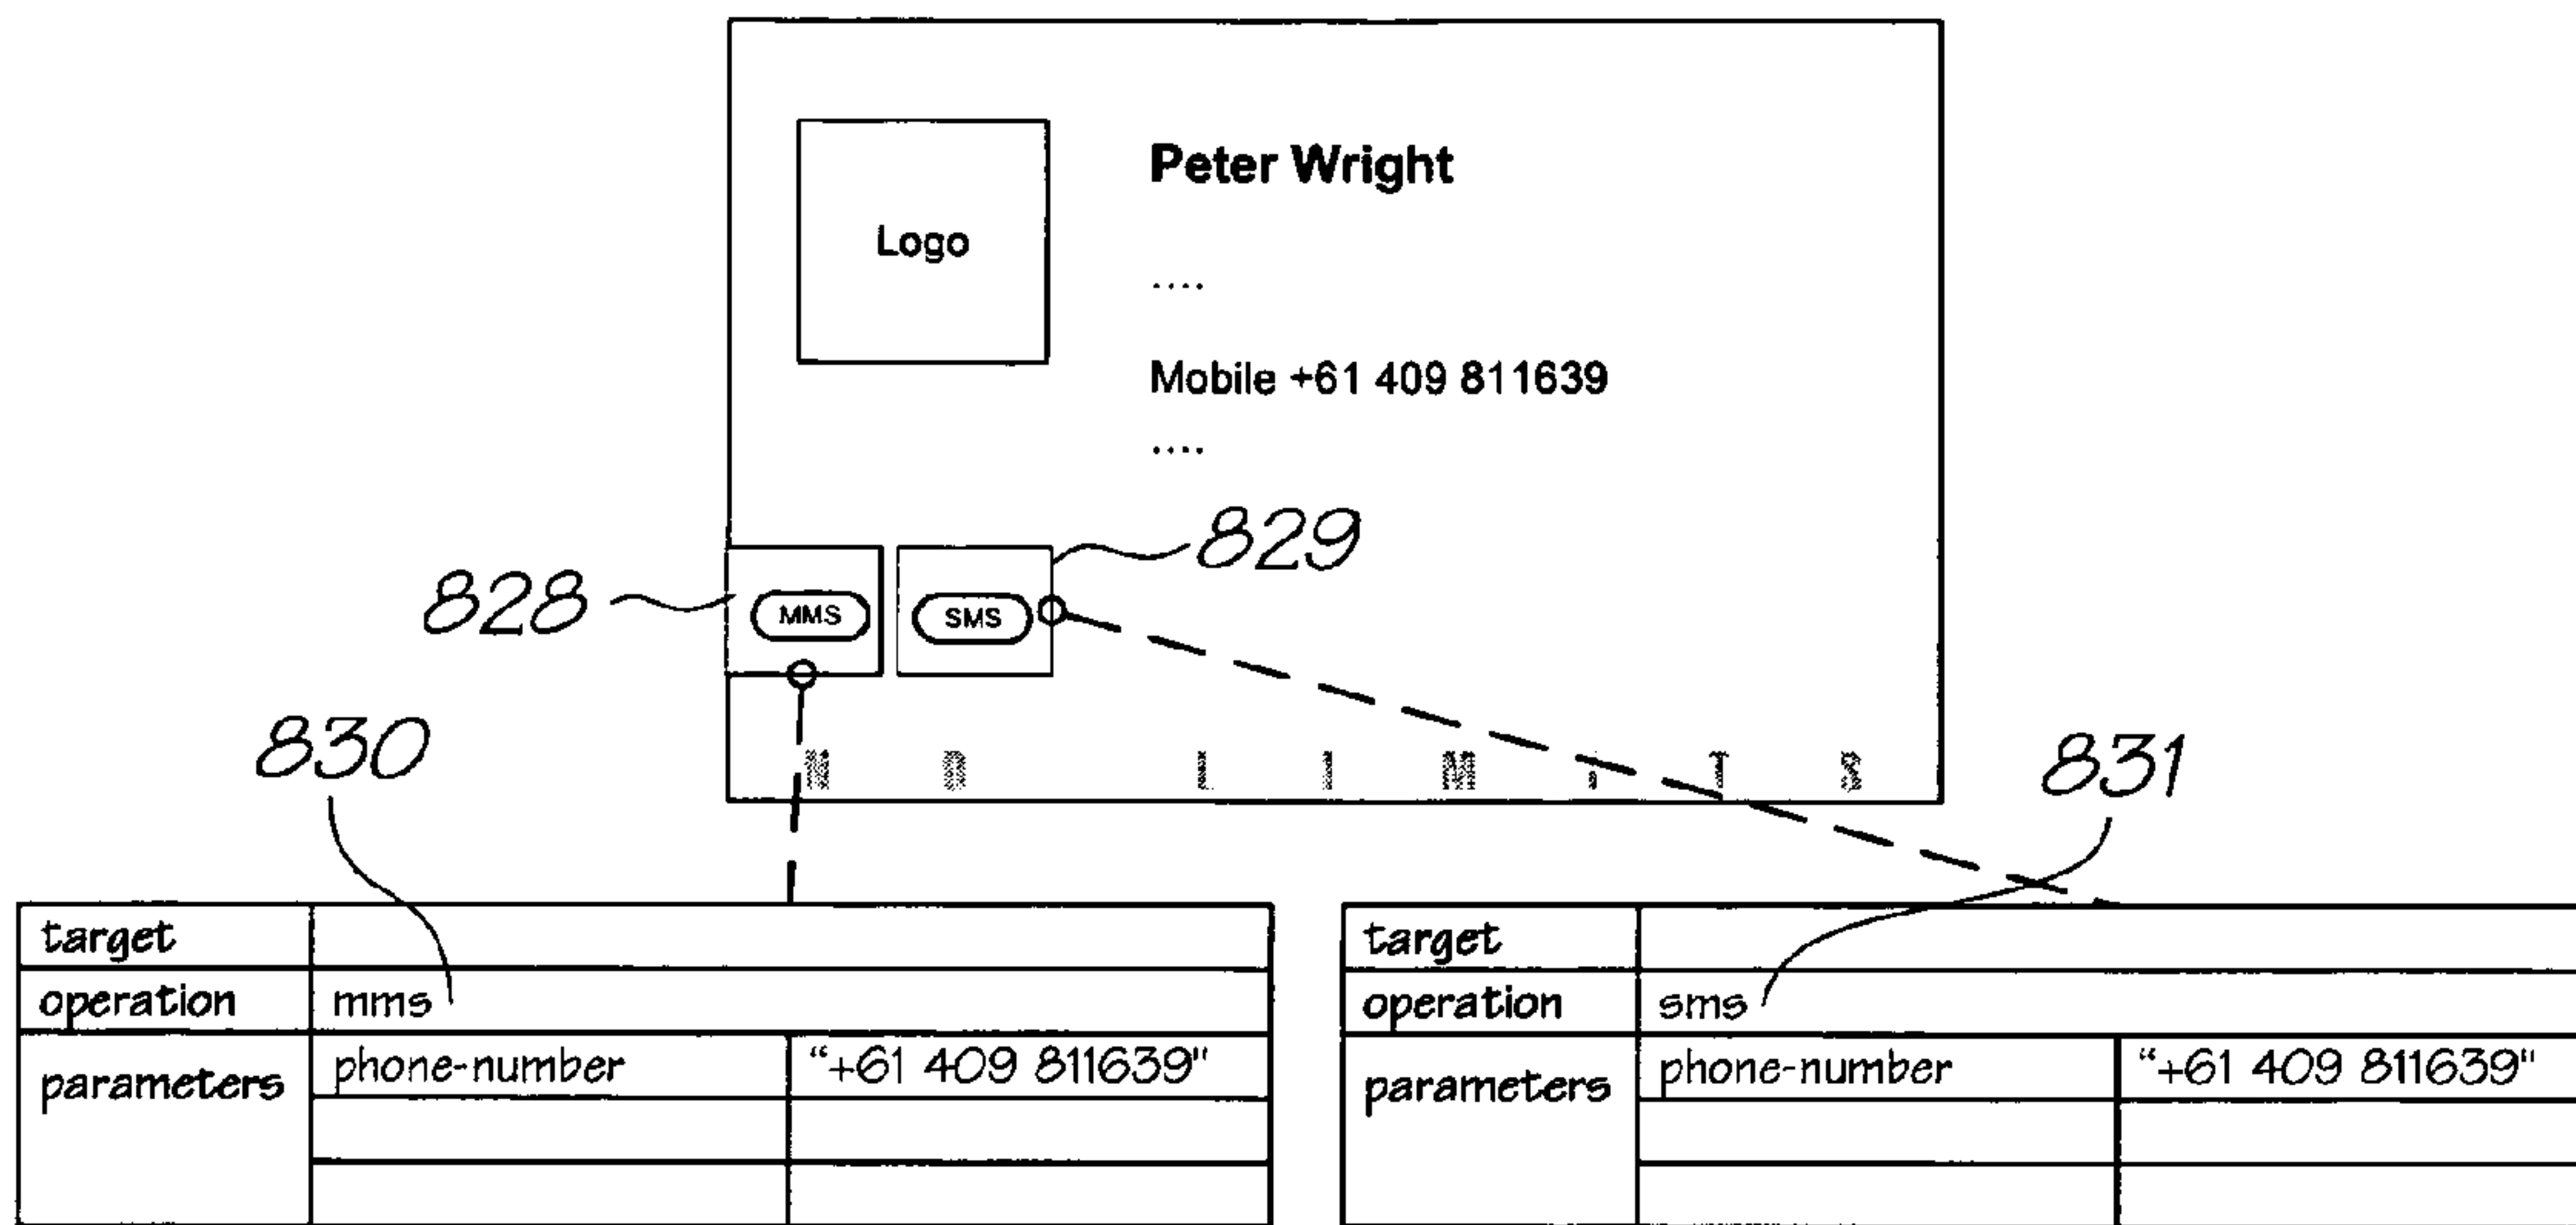 Peter Wright
Logo
....
Mobile +61 409 811639
....
829
828
MMS
SMS
830
831
target
operation mms
parameters phone-number "+61 409 811639"
target
operation sms
parameters phone-number "+61 409 811639"